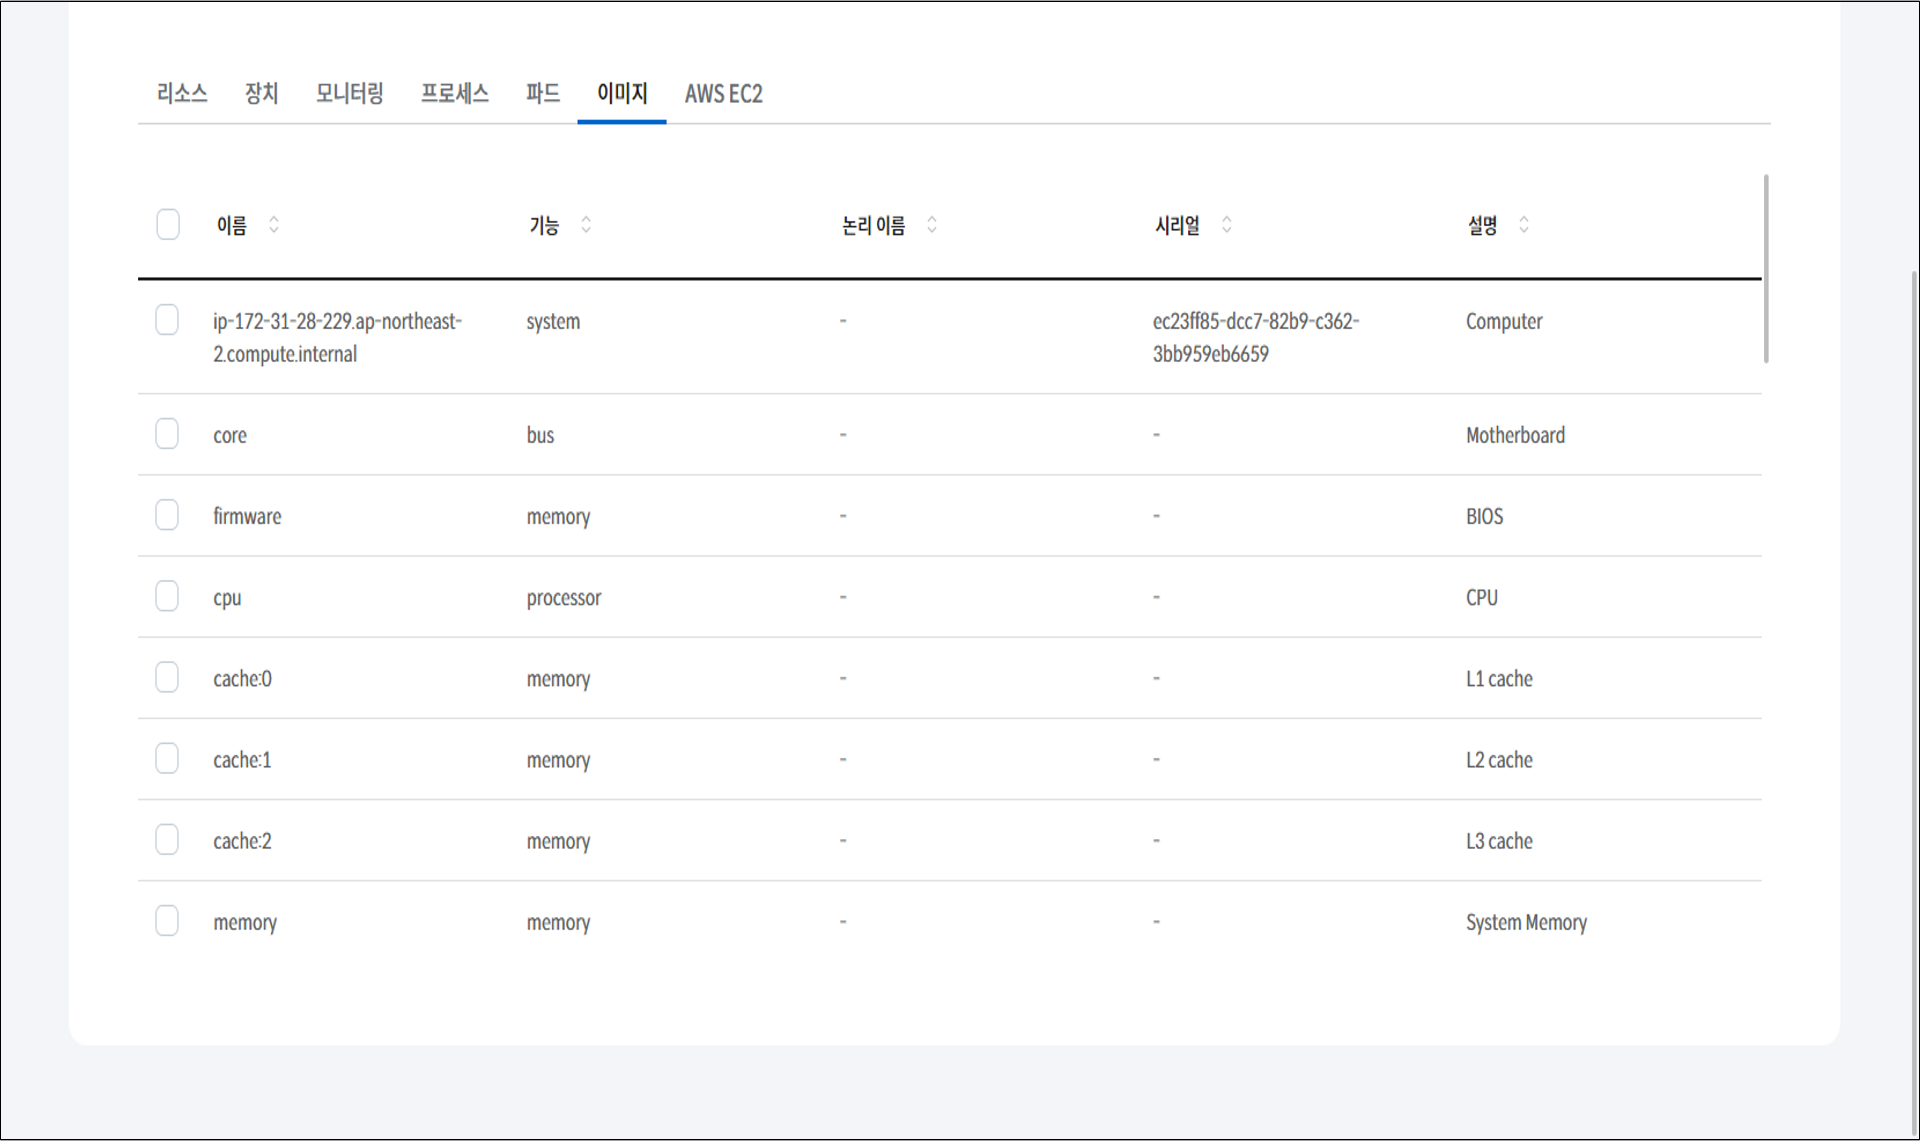 리소스 장치 모니터링 프로세스 파드 이미지 AWS EC2
이름 기능 논리 이름 시리얼 설명
ip-172-31-28-229.ap-northeast- system - ec23ff85-dcc7-82b9-c362- Computer
2.compute.internal 3bb959eb6659
core bus - - Motherboard
firmware memory - - BIOS
cpu processor - - CPU
cache:0 memory - - L1 cache
cache:1 memory - - L2 cache
cache:2 memory - - L3 cache
memory memory - - System Memory